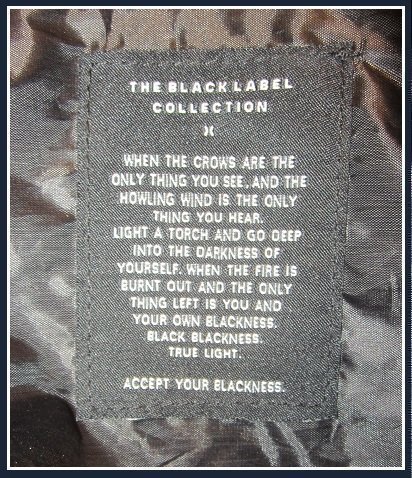 THE BLACK LABEL
COLLECTION
WHEN THE CROWS ARE THE
ONLY THING YOU SEE, AND THE
HOWLING WIND IS THE ONLY
THING YOU HEAR.
LIGHT A TORCH AND GO DEEP
INTO THE DARKNESS OF
YOURSELF. WHEN THE FIRE IS
BURNT OUT AND THE ONLY
THING LEFT IS YOU AND
YOUR OWN BLACKNESS.
BLACK BLACKNESS.
TRUE LIGHT.
ACCEPT YOUR BLACKNESS.